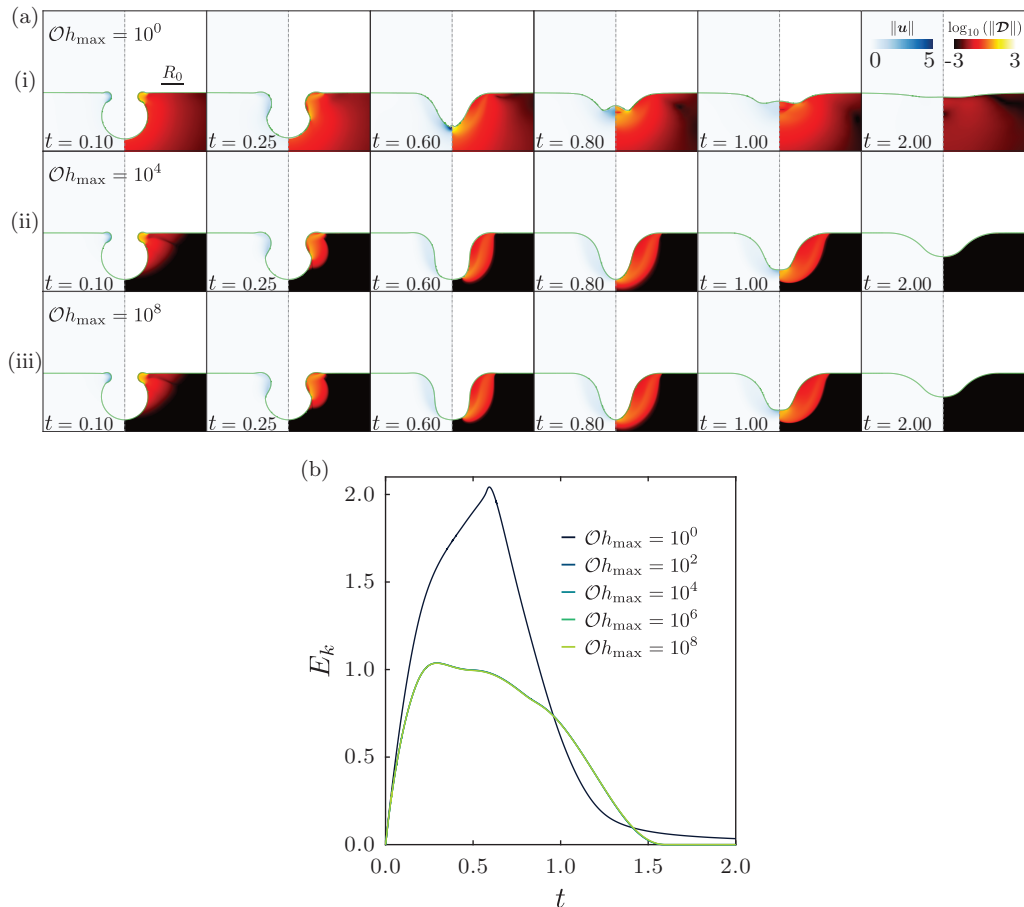 (a)
𝒪h_max = 10^0
‖u‖
0 5
log_10 (‖𝓓‖)
-3 3
(i)
R_0
t = 0.10 t = 0.25 t = 0.60 t = 0.80 t = 1.00 t = 2.00
𝒪h_max = 10^4
(ii)
t = 0.10 t = 0.25 t = 0.60 t = 0.80 t = 1.00 t = 2.00
𝒪h_max = 10^8
(iii)
t = 0.10 t = 0.25 t = 0.60 t = 0.80 t = 1.00 t = 2.00
(b)
2.0
1.5
1.0
0.5
0.0
E_k
𝒪h_max = 10^0
𝒪h_max = 10^2
𝒪h_max = 10^4
𝒪h_max = 10^6
𝒪h_max = 10^8
0.0 0.5 1.0 1.5 2.0
t